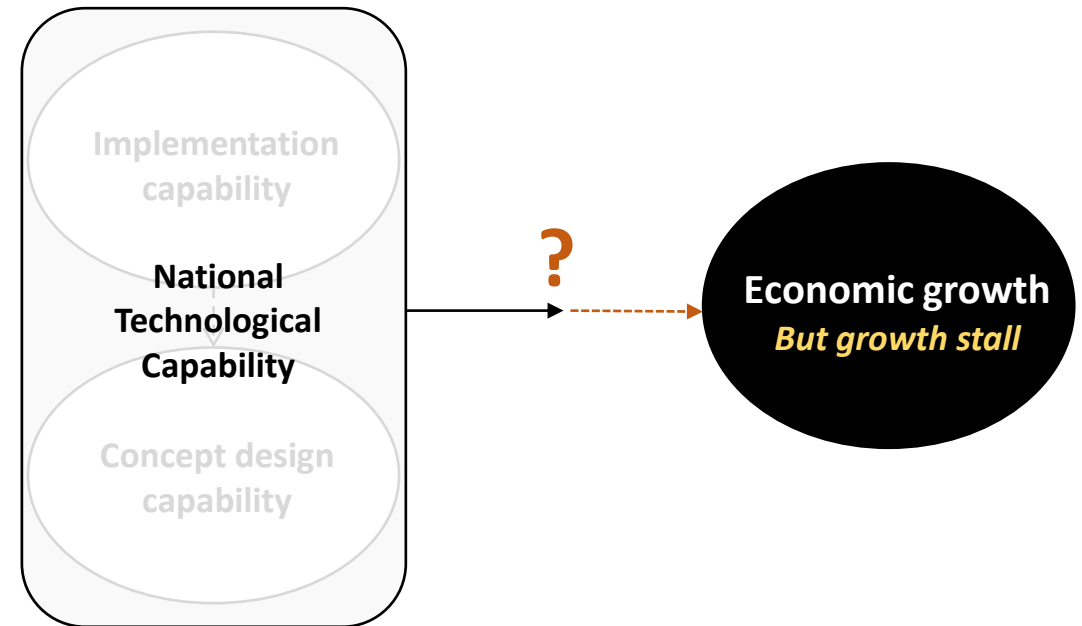 Implementation
capability
National
Technological
Capability
Concept design
capability
?
Economic growth
But growth stall